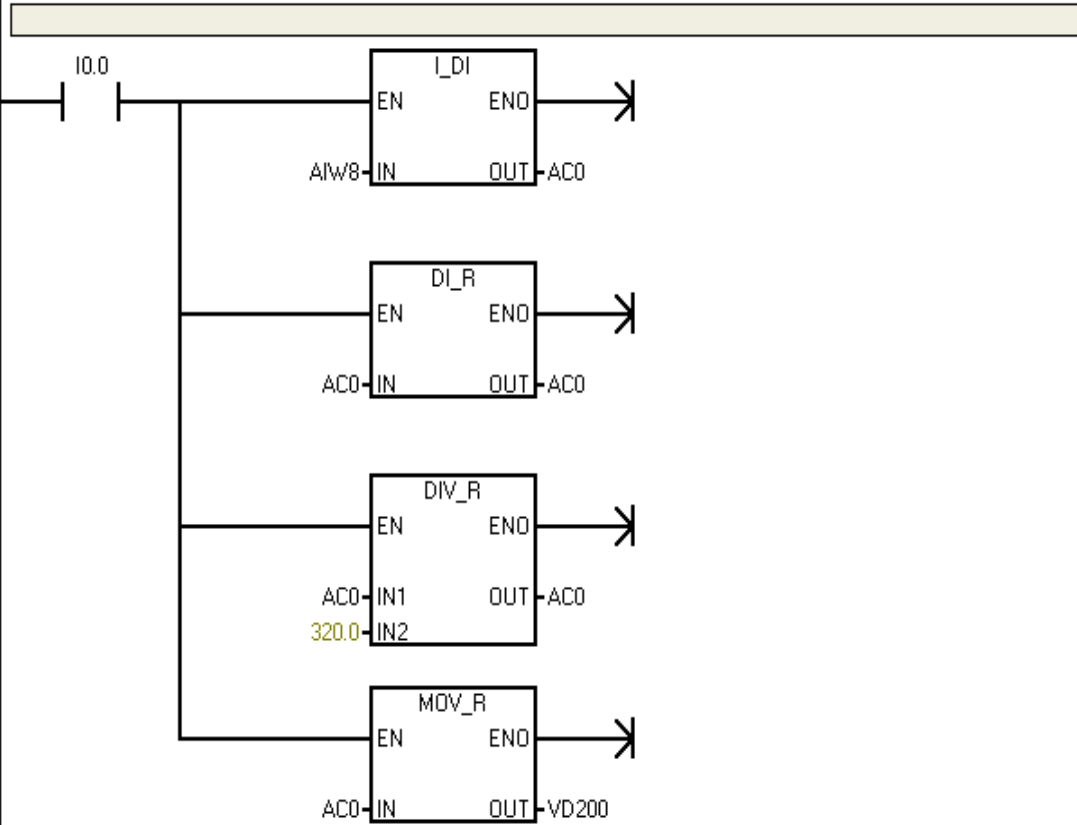 I0.0
I_DI
EN ENO
AIW8 IN OUT AC0
DI_R
EN ENO
AC0 IN OUT AC0
DIV_R
EN ENO
AC0 IN1 OUT AC0
320.0 IN2
MOV_R
EN ENO
AC0 IN OUT VD200